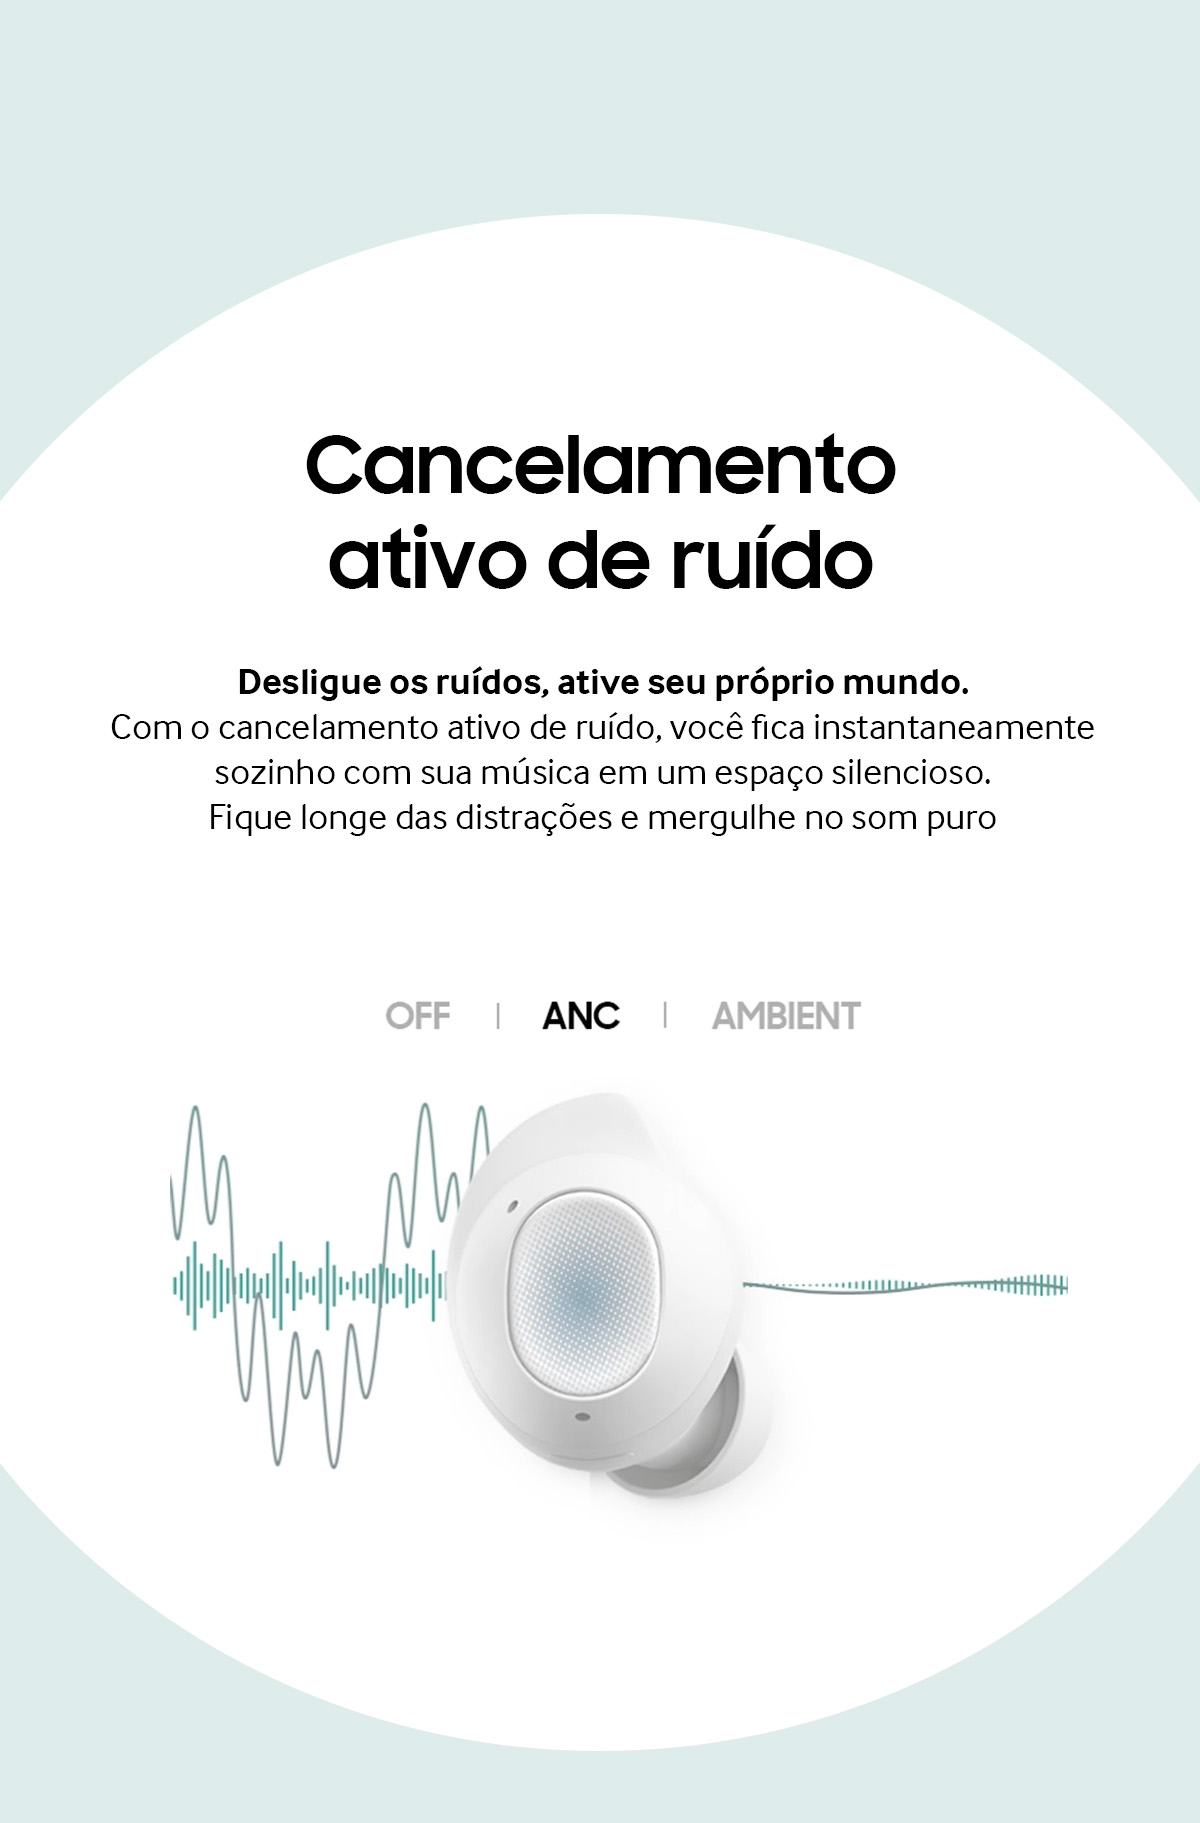 Cancelamento
ativo de ruído
Desligue os ruídos, ative seu próprio mundo.
Com o cancelamento ativo de ruído, você fica instantaneamente
sozinho com sua música em um espaço silencioso.
Fique longe das distrações e mergulhe no som puro
OFF | ANC | AMBIENT